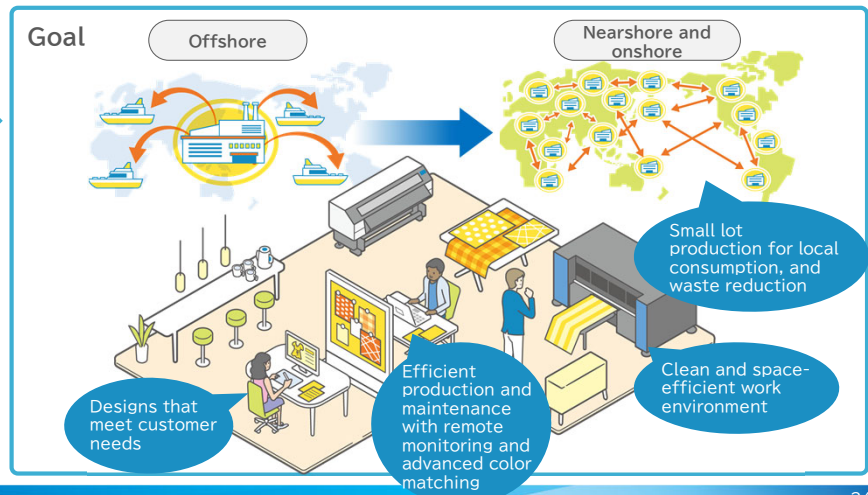 Goal
Offshore
Nearshore and
onshore
Small lot
production for local
consumption, and
waste reduction
Clean and space-
efficient work
environment
Efficient
production and
maintenance
with remote
monitoring and
advanced color
matching
Designs that
meet customer
needs